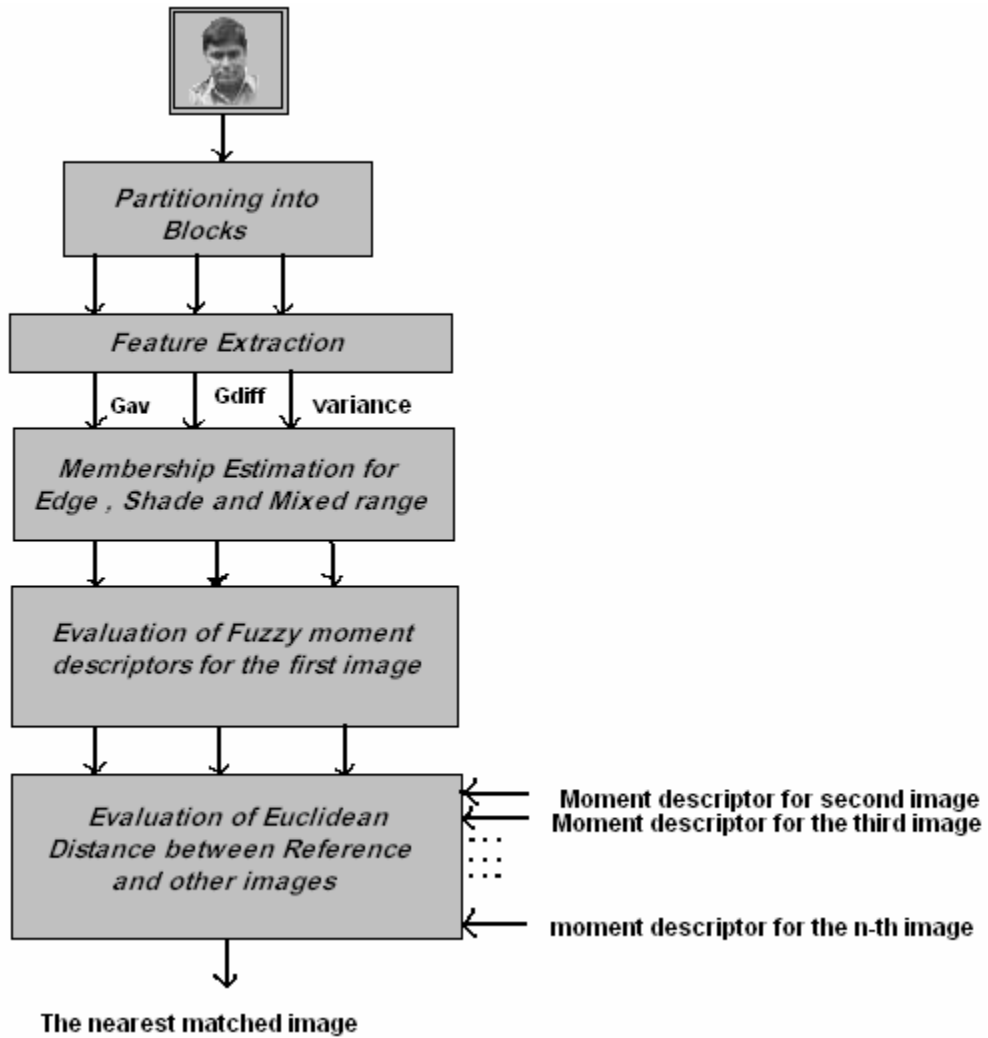 Partitioning into
Blocks
Feature Extraction
Gav
Gdiff
variance
Membership Estimation for
Edge , Shade and Mixed range
Evaluation of Fuzzy moment
descriptors for the first image
Evaluation of Euclidean
Distance between Reference
and other images
Moment descriptor for second image
Moment descriptor for the third image
moment descriptor for the n-th image
The nearest matched image